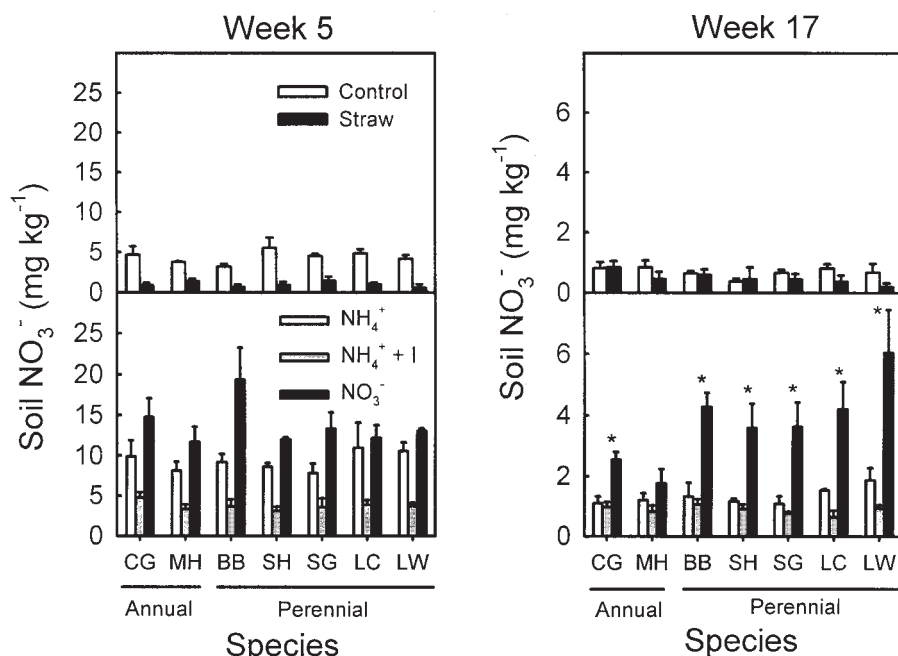 Week 5
Soil NO₃⁻ (mg kg⁻¹)
25
20
15
10
5
0
Control
Straw
25
20
15
10
5
0
NH₄⁺
NH₄⁺ + I
NO₃⁻
CG MH BB SH SG LC LW
Annual Perennial
Species
Week 17
Soil NO₃⁻ (mg kg⁻¹)
6
4
2
0
6
4
2
0
* * * * * *
CG MH BB SH SG LC LW
Annual Perennial
Species